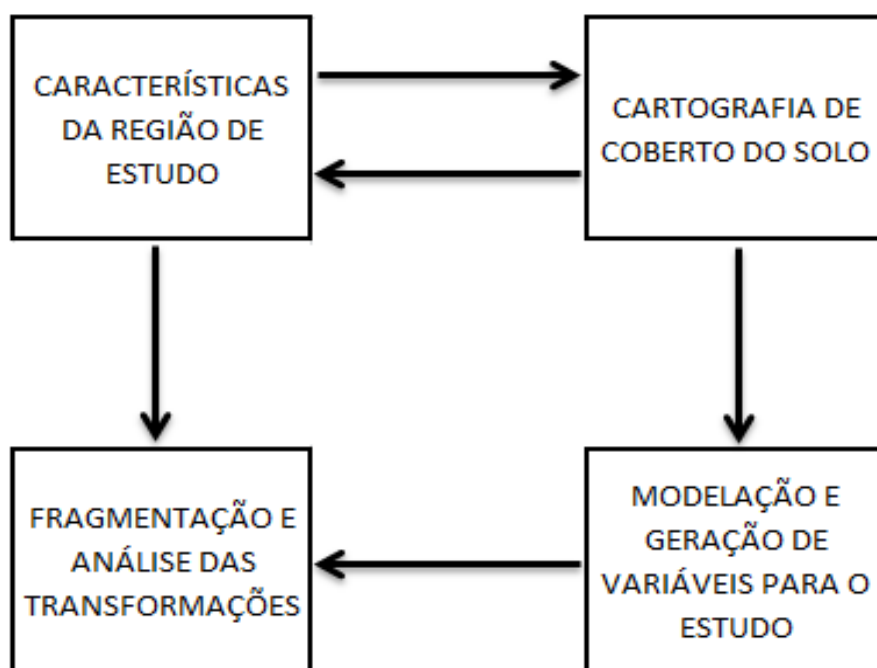 CARACTERÍSTICAS
DA REGIÃO DE
ESTUDO
CARTOGRAFIA DE
COBERTO DO SOLO
FRAGMENTAÇÃO E
ANÁLISE DAS
TRANSFORMAÇÕES
MODELAÇÃO E
GERAÇÃO DE
VARIÁVEIS PARA O
ESTUDO